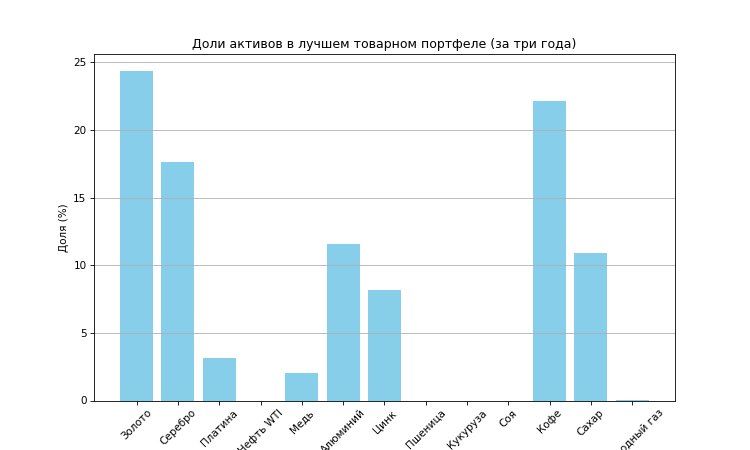 Доли активов в лучшем товарном портфеле (за три года)
Доля (%)
25
20
15
10
5
0
Золото
Серебро
Платина
Нефть WTI
Медь
Алюминий
Цинк
Пшеница
Кукуруза
Соя
Кофе
Сахар
одный газ